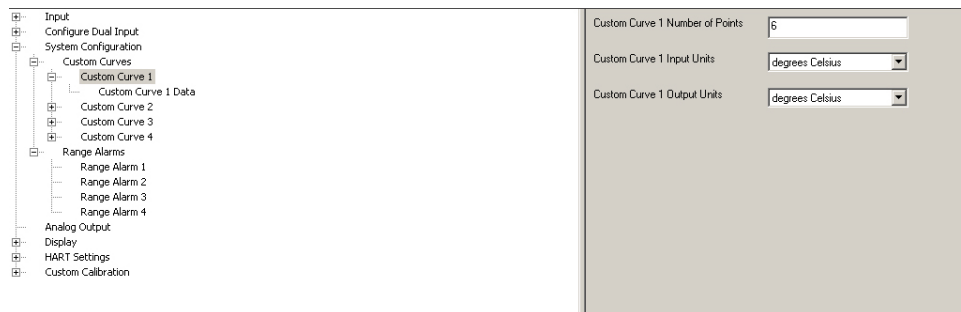 Input
Configure Dual Input
System Configuration
Custom Curves
Custom Curve 1
Custom Curve 1 Data
Custom Curve 2
Custom Curve 3
Custom Curve 4
Range Alarms
Range Alarm 1
Range Alarm 2
Range Alarm 3
Range Alarm 4
Analog Output
Display
HART Settings
Custom Calibration
Custom Curve 1 Number of Points
6
Custom Curve 1 Input Units
degrees Celsius
Custom Curve 1 Output Units
degrees Celsius